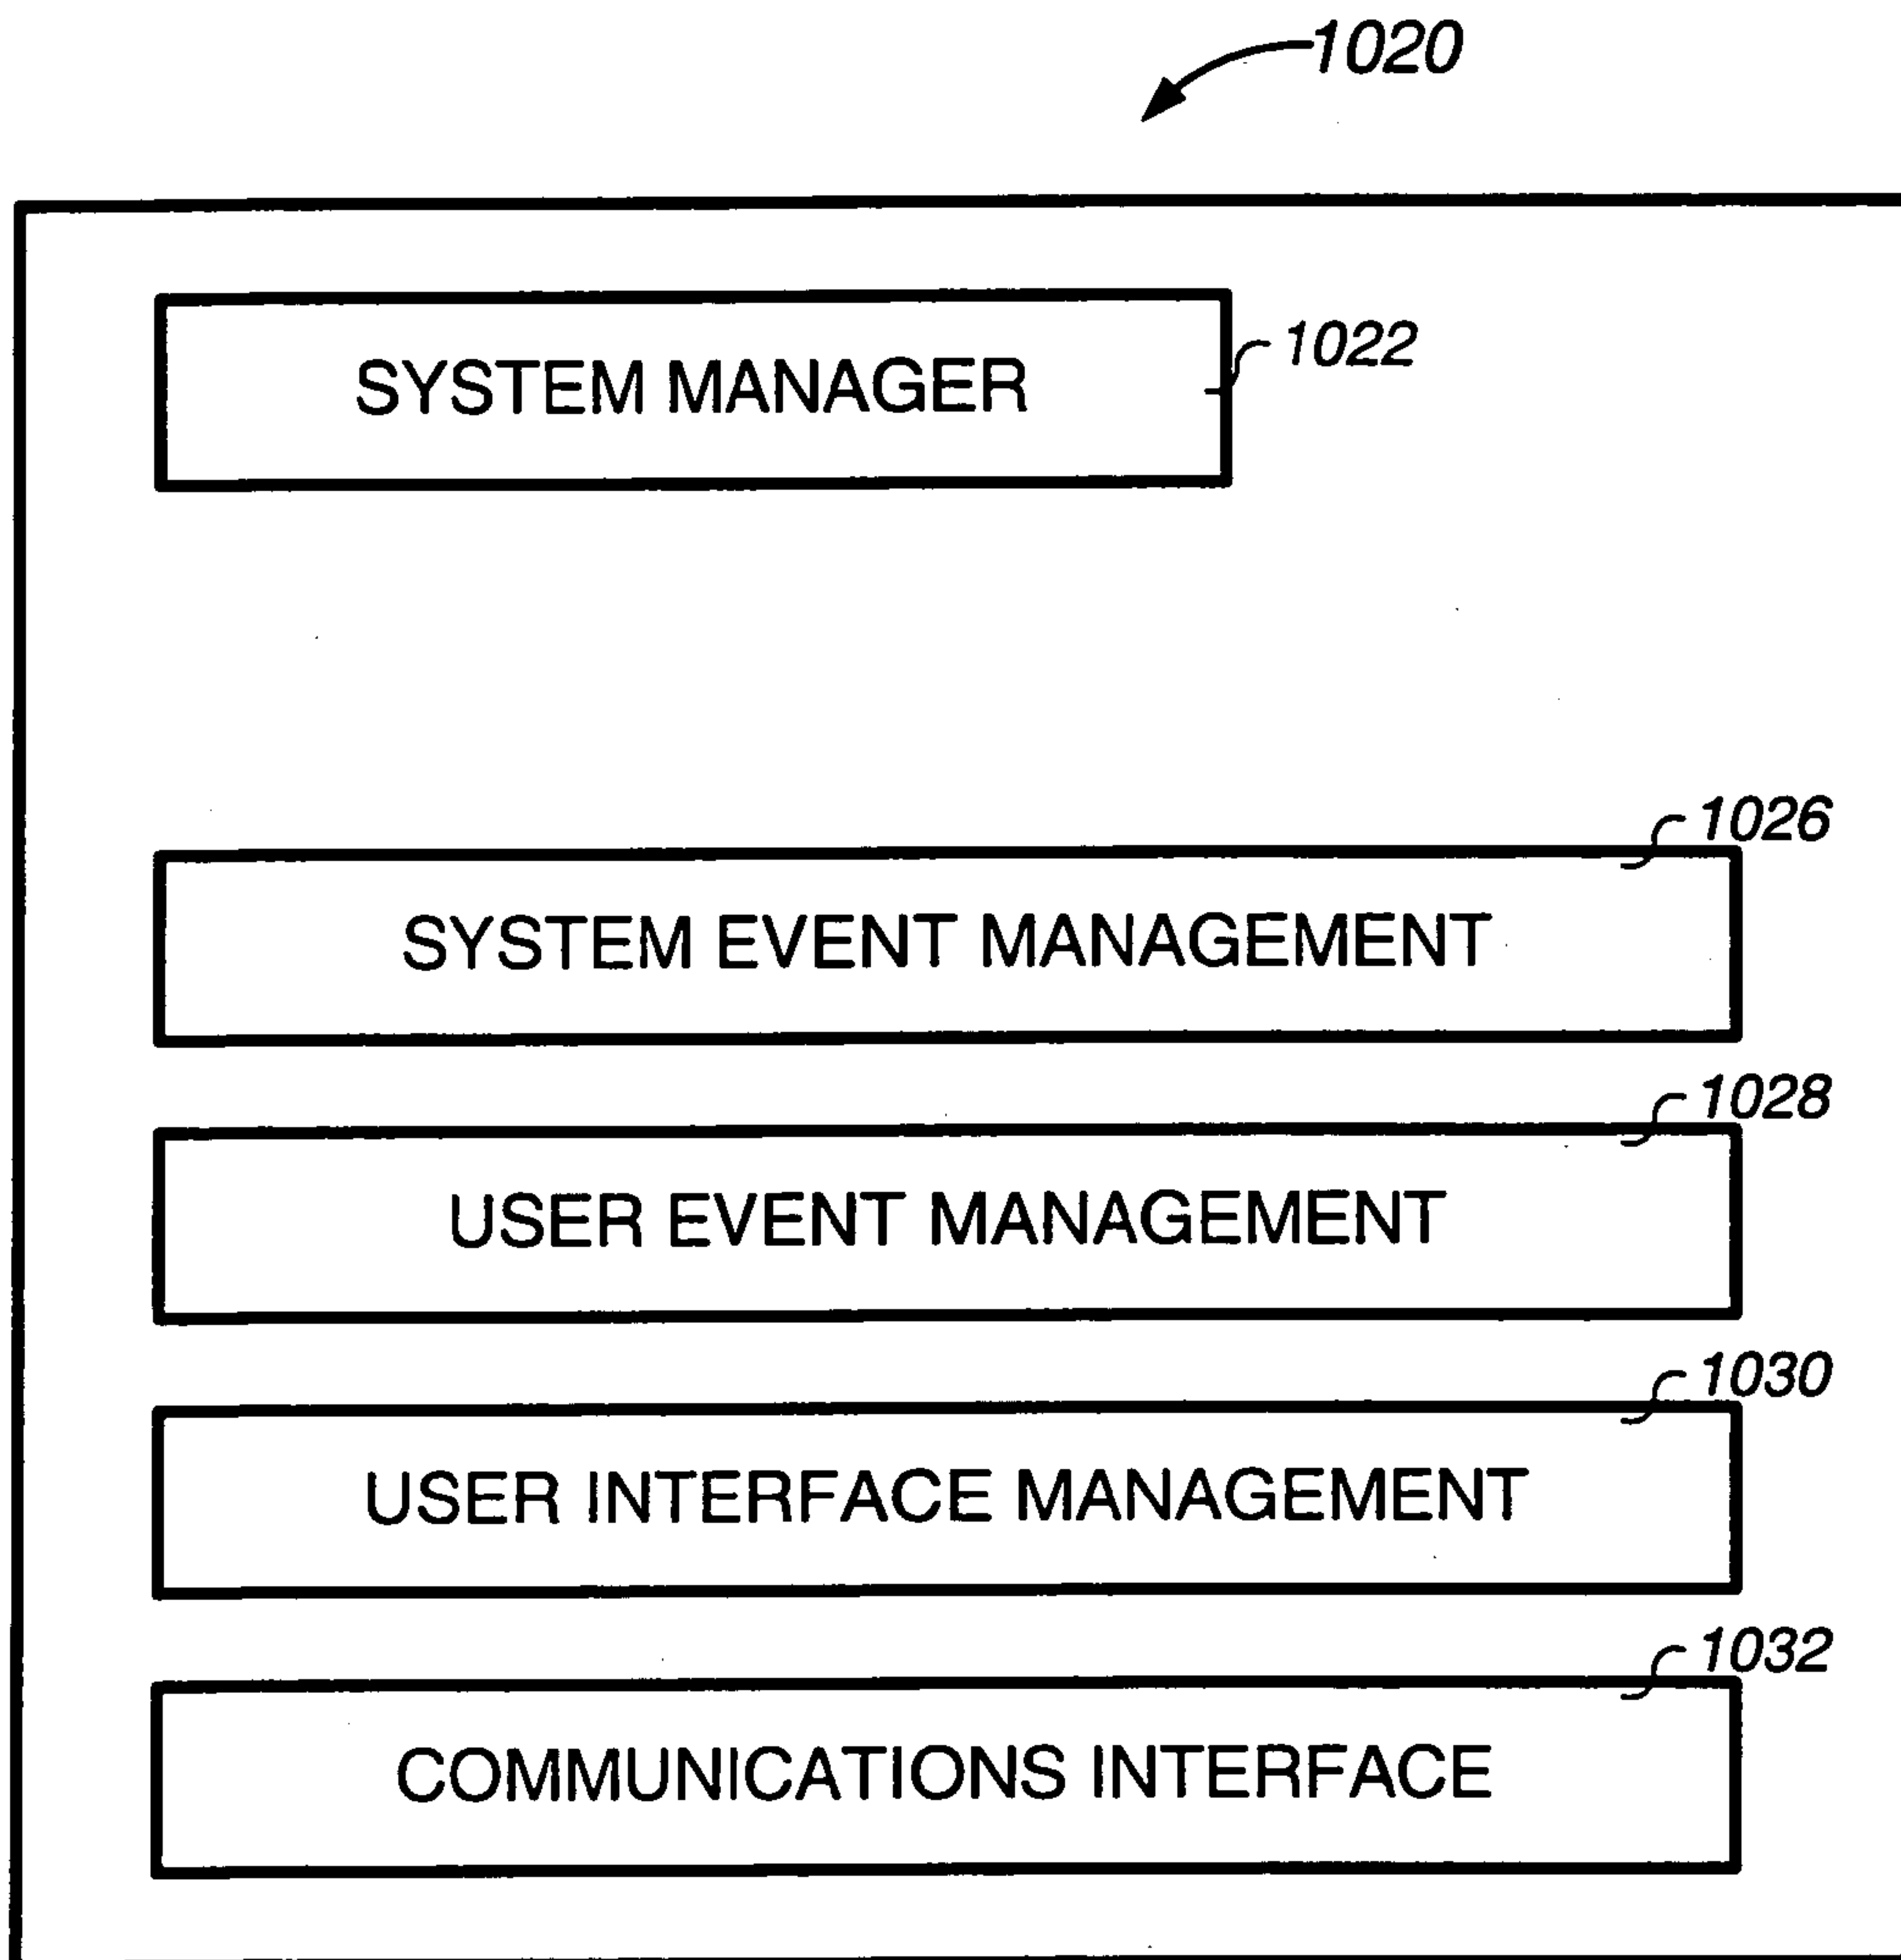 1020
SYSTEM MANAGER
1022
1026
SYSTEM EVENT MANAGEMENT
1028
USER EVENT MANAGEMENT
1030
USER INTERFACE MANAGEMENT
1032
COMMUNICATIONS INTERFACE